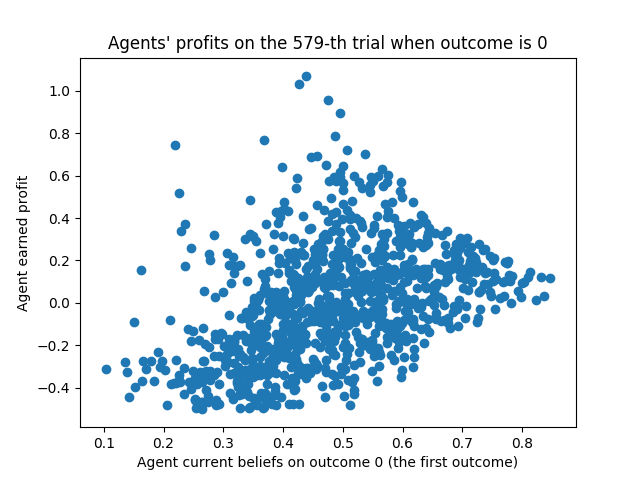 Agents' profits on the 579-th trial when outcome is 0
1.0
0.8
0.6
0.4
0.2
0.0
−0.2
−0.4
Agent earned profit
0.1 0.2 0.3 0.4 0.5 0.6 0.7 0.8
Agent current beliefs on outcome 0 (the first outcome)